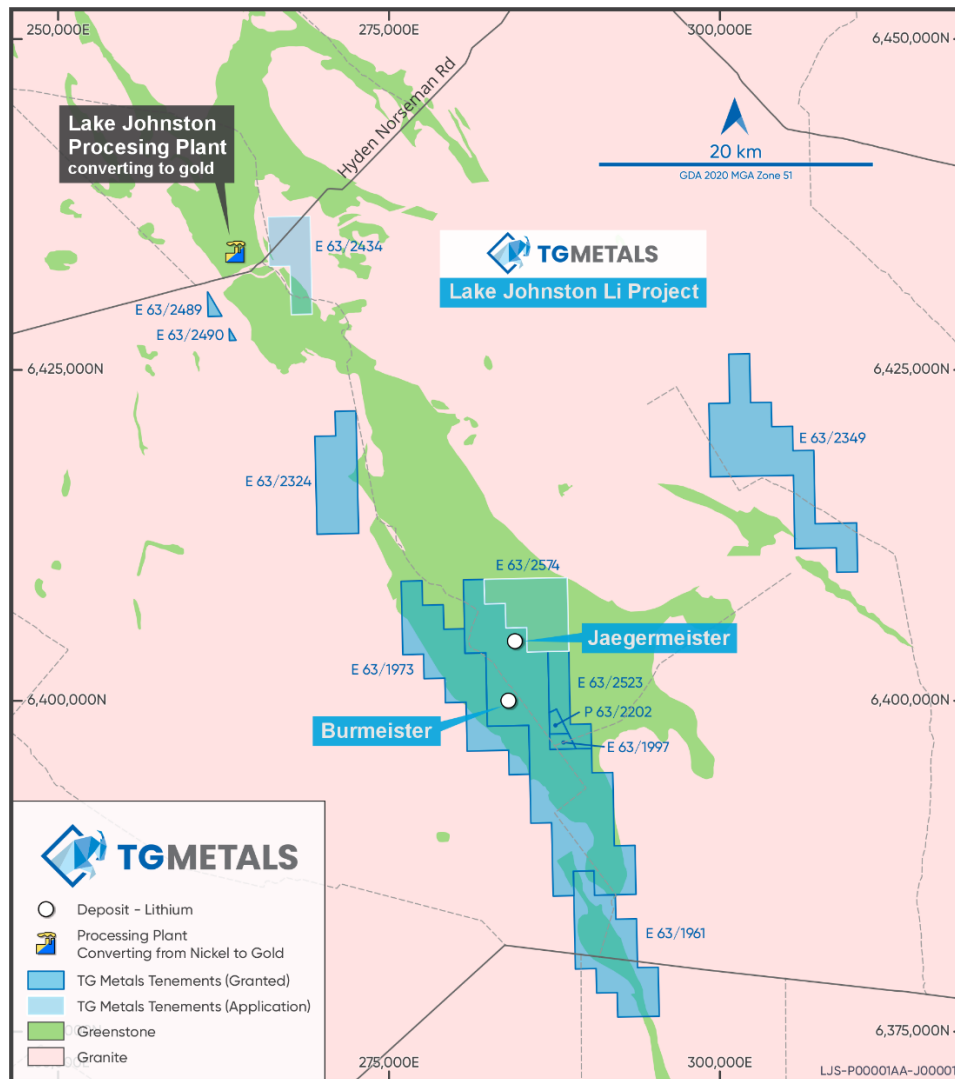 250,000E
275,000E
300,000E
6,450,000N
Hyden Norseman Rd
Lake Johnston
Procesing Plant
converting to gold
20 km
GDA 2020 MGA Zone 51
E 63/2434
TGMETALS
Lake Johnston Li Project
E 63/2489
E 63/2490
6,425,000N
6,425,000N
E 63/2349
E 63/2324
E 63/2574
Jaegermeister
E 63/1973
E 63/2523
6,400,000N
P 63/2202
6,400,000N
Burmeister
E 63/1997
TGMETALS
Deposit - Lithium
E 63/1961
Processing Plant
Converting from Nickel to Gold
TG Metals Tenements (Granted)
TG Metals Tenements (Application)
Greenstone
6,375,000N
Granite
275,000E
300,000E
LJS-P00001AA-J00001